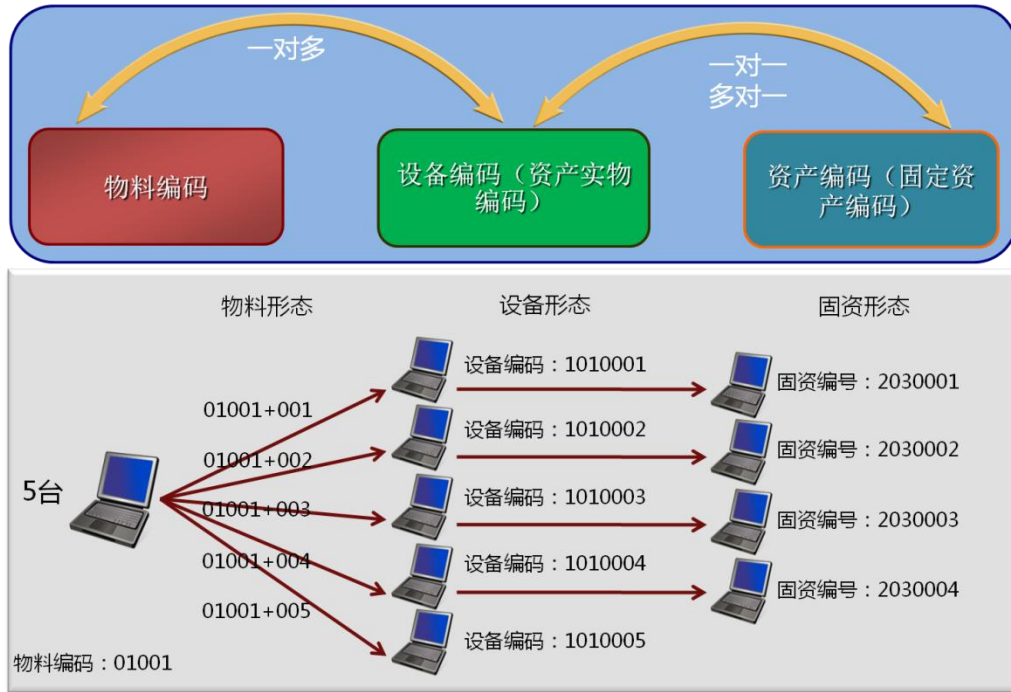 一对多
一对一
多对一
物料编码
设备编码（资产实物
编码）
资产编码（固定资
产编码）
物料形态
设备形态
固资形态
设备编码：1010001
固资编号：2030001
01001+001
设备编码：1010002
固资编号：2030002
01001+002
5台
设备编码：1010003
固资编号：2030003
01001+003
设备编码：1010004
固资编号：2030004
01001+004
01001+005
设备编码：1010005
物料编码：01001